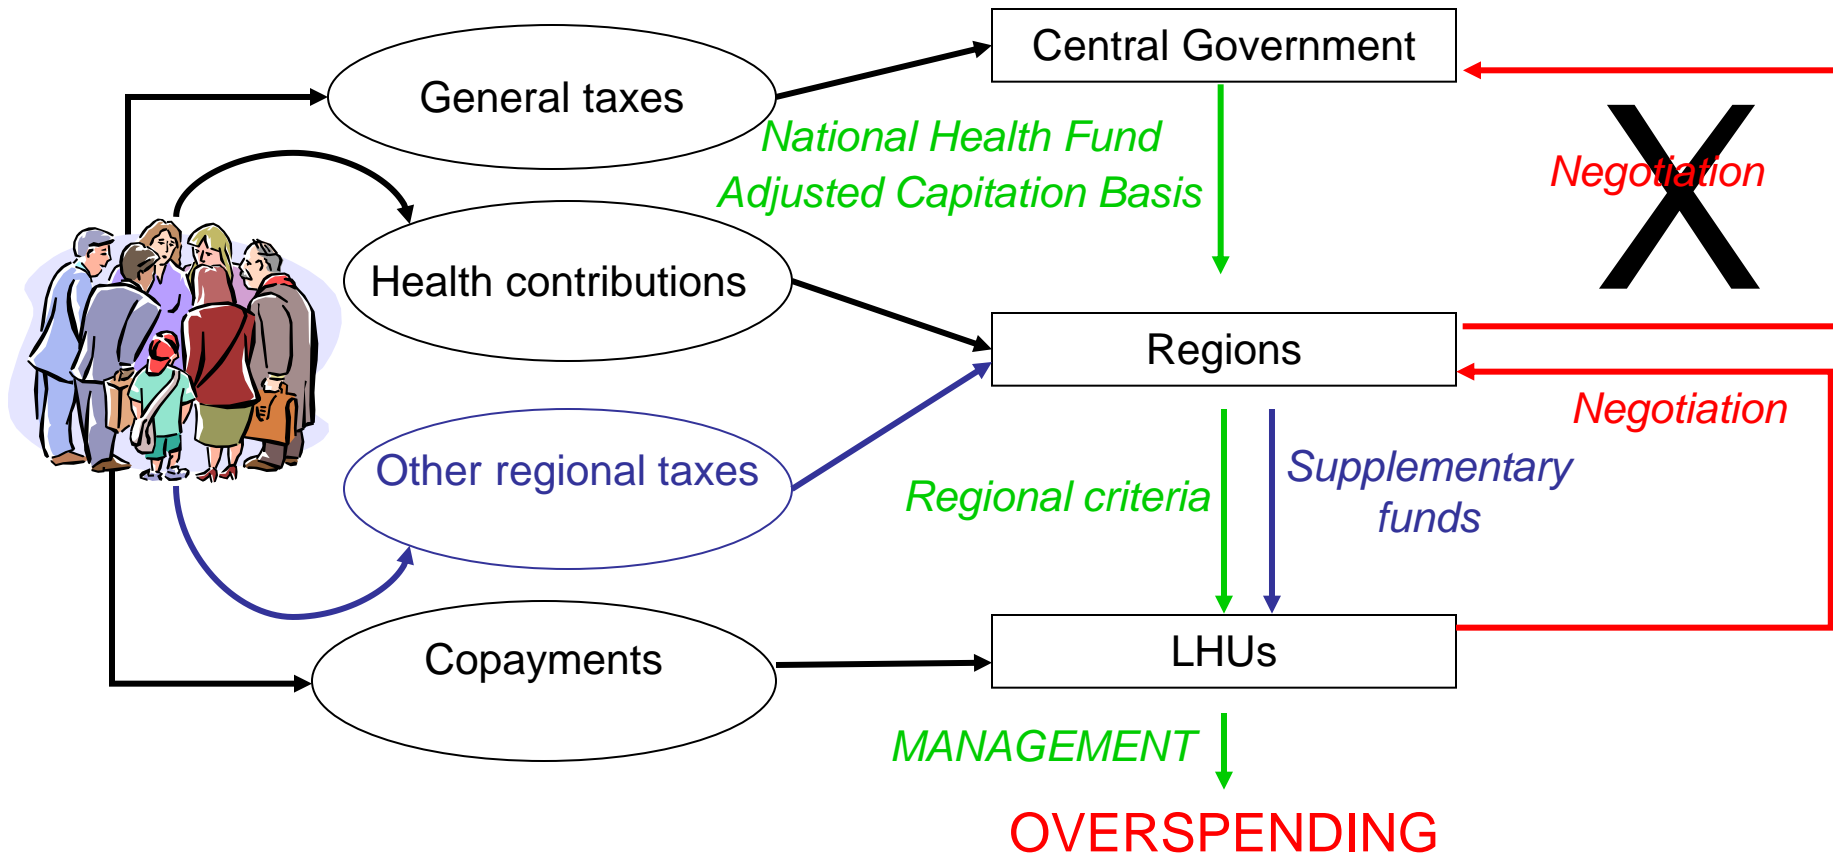 Central Government
General taxes
National Health Fund
Adjusted Capitation Basis
Negotiation
X
Health contributions
Regions
Negotiation
Other regional taxes
Regional criteria
Supplementary
funds
Copayments
LHUs
MANAGEMENT
OVERSPENDING